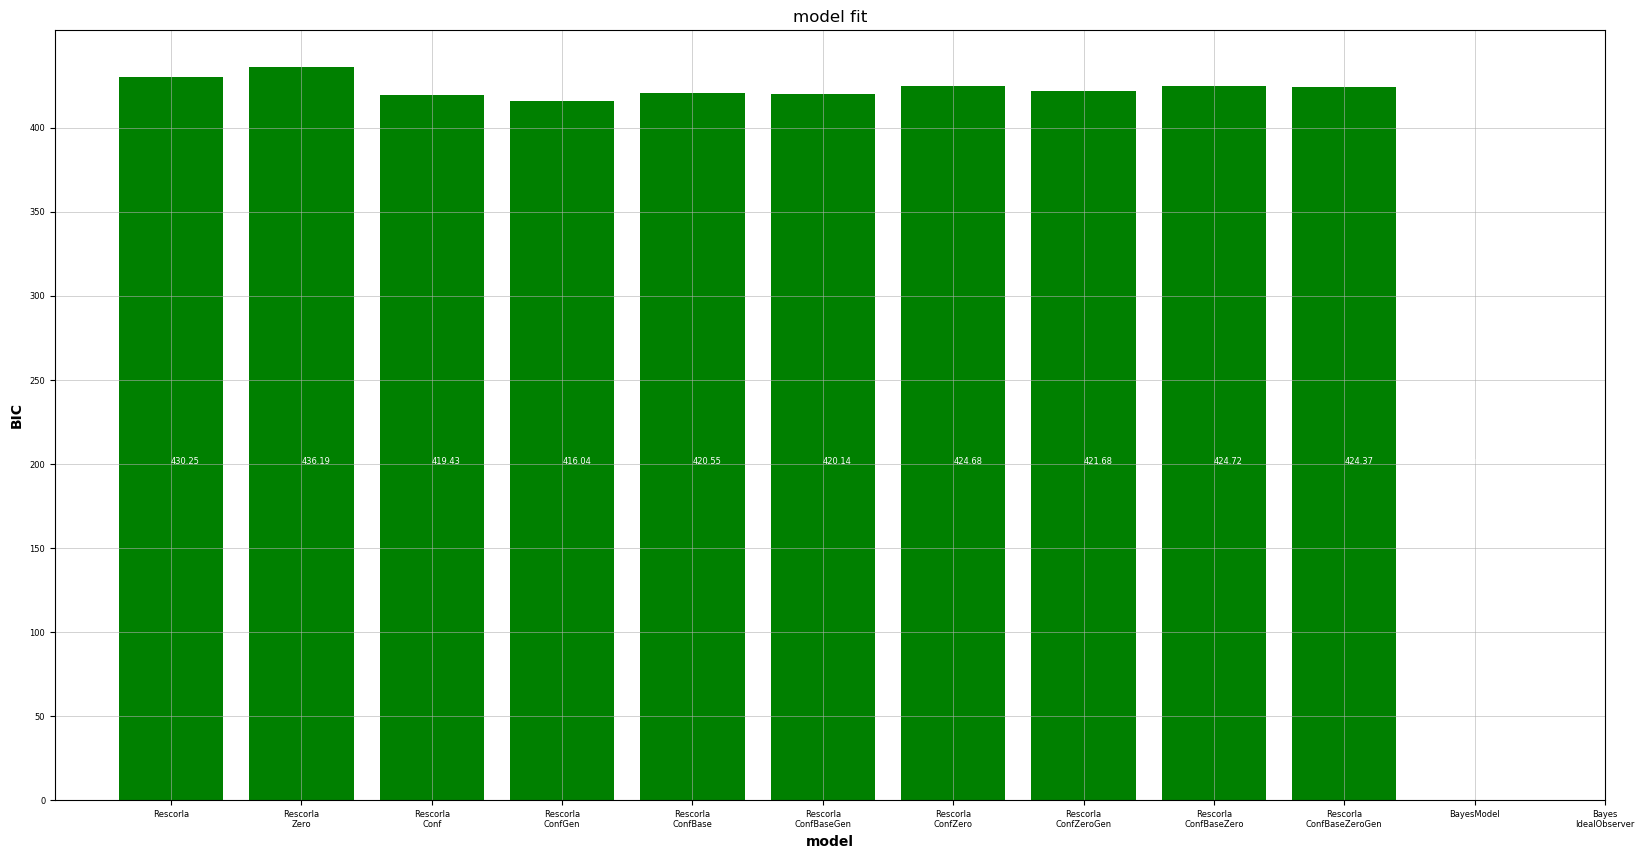 model fit
BIC
400
350
300
250
200
150
100
50
0
430.25
436.19
419.43
416.04
420.55
420.14
424.68
421.68
424.72
424.37
Rescorla
Rescorla
Zero
Rescorla
Conf
Rescorla
ConfGen
Rescorla
ConfBase
Rescorla
ConfBaseGen
Rescorla
ConfZero
Rescorla
ConfZeroGen
Rescorla
ConfBaseZero
Rescorla
ConfBaseZeroGen
BayesModel
Bayes
IdealObserver
model